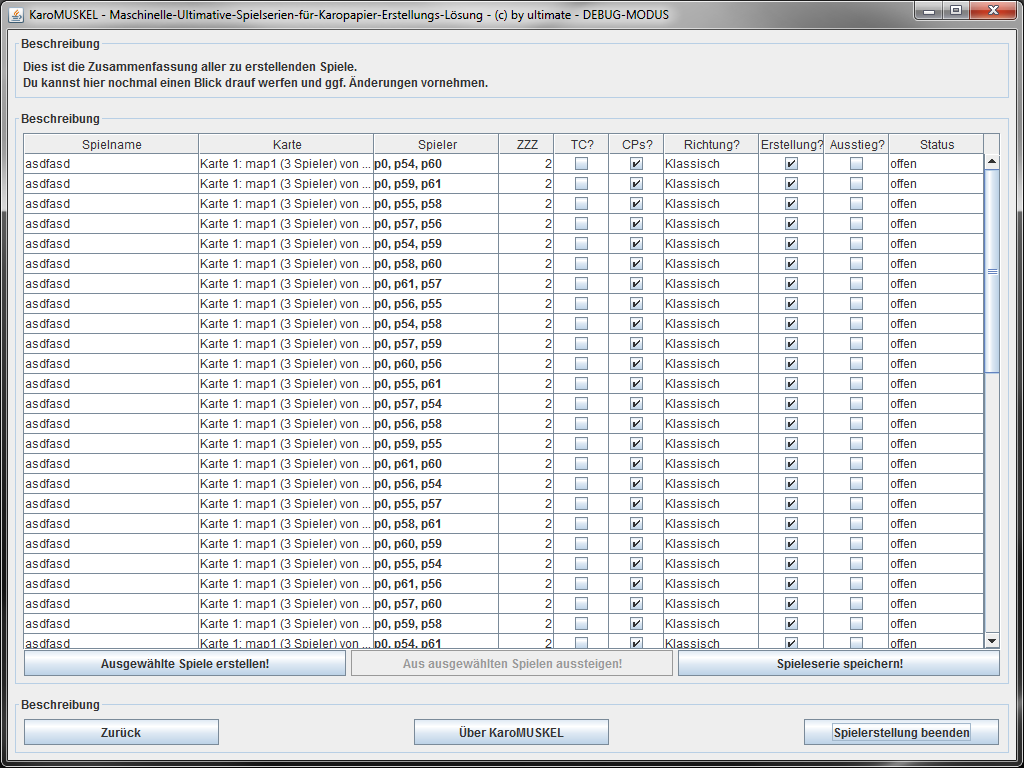 KaroMUSKEL - Maschinelle-Ultimative-Spielserien-für-Karopapier-Erstellungs-Lösung - (c) by ultimate - DEBUG-MODUS
Beschreibung
Dies ist die Zusammenfassung aller zu erstellenden Spiele.
Du kannst hier nochmal einen Blick drauf werfen und ggf. Änderungen vornehmen.
Beschreibung
Spielname Karte Spieler ZZZ TC? CPs? Richtung? Erstellung? Ausstieg? Status
asdfasd Karte 1: map1 (3 Spieler) von ... p0, p54, p60 2 Klassisch offen
asdfasd Karte 1: map1 (3 Spieler) von ... p0, p59, p61 2 Klassisch offen
asdfasd Karte 1: map1 (3 Spieler) von ... p0, p55, p58 2 Klassisch offen
asdfasd Karte 1: map1 (3 Spieler) von ... p0, p57, p56 2 Klassisch offen
asdfasd Karte 1: map1 (3 Spieler) von ... p0, p54, p59 2 Klassisch offen
asdfasd Karte 1: map1 (3 Spieler) von ... p0, p58, p60 2 Klassisch offen
asdfasd Karte 1: map1 (3 Spieler) von ... p0, p61, p57 2 Klassisch offen
asdfasd Karte 1: map1 (3 Spieler) von ... p0, p56, p55 2 Klassisch offen
asdfasd Karte 1: map1 (3 Spieler) von ... p0, p54, p58 2 Klassisch offen
asdfasd Karte 1: map1 (3 Spieler) von ... p0, p57, p59 2 Klassisch offen
asdfasd Karte 1: map1 (3 Spieler) von ... p0, p60, p56 2 Klassisch offen
asdfasd Karte 1: map1 (3 Spieler) von ... p0, p55, p61 2 Klassisch offen
asdfasd Karte 1: map1 (3 Spieler) von ... p0, p57, p54 2 Klassisch offen
asdfasd Karte 1: map1 (3 Spieler) von ... p0, p56, p58 2 Klassisch offen
asdfasd Karte 1: map1 (3 Spieler) von ... p0, p59, p55 2 Klassisch offen
asdfasd Karte 1: map1 (3 Spieler) von ... p0, p61, p60 2 Klassisch offen
asdfasd Karte 1: map1 (3 Spieler) von ... p0, p56, p54 2 Klassisch offen
asdfasd Karte 1: map1 (3 Spieler) von ... p0, p55, p57 2 Klassisch offen
asdfasd Karte 1: map1 (3 Spieler) von ... p0, p58, p61 2 Klassisch offen
asdfasd Karte 1: map1 (3 Spieler) von ... p0, p60, p59 2 Klassisch offen
asdfasd Karte 1: map1 (3 Spieler) von ... p0, p55, p54 2 Klassisch offen
asdfasd Karte 1: map1 (3 Spieler) von ... p0, p61, p56 2 Klassisch offen
asdfasd Karte 1: map1 (3 Spieler) von ... p0, p57, p60 2 Klassisch offen
asdfasd Karte 1: map1 (3 Spieler) von ... p0, p59, p58 2 Klassisch offen
asdfasd Karte 1: map1 (3 Spieler) von ... p0, p54, p61 2 Klassisch offen
Ausgewählte Spiele erstellen! Aus ausgewählten Spielen aussteigen! Spieleserie speichern!
Beschreibung
Zurück Über KaroMUSKEL Spielerstellung beenden